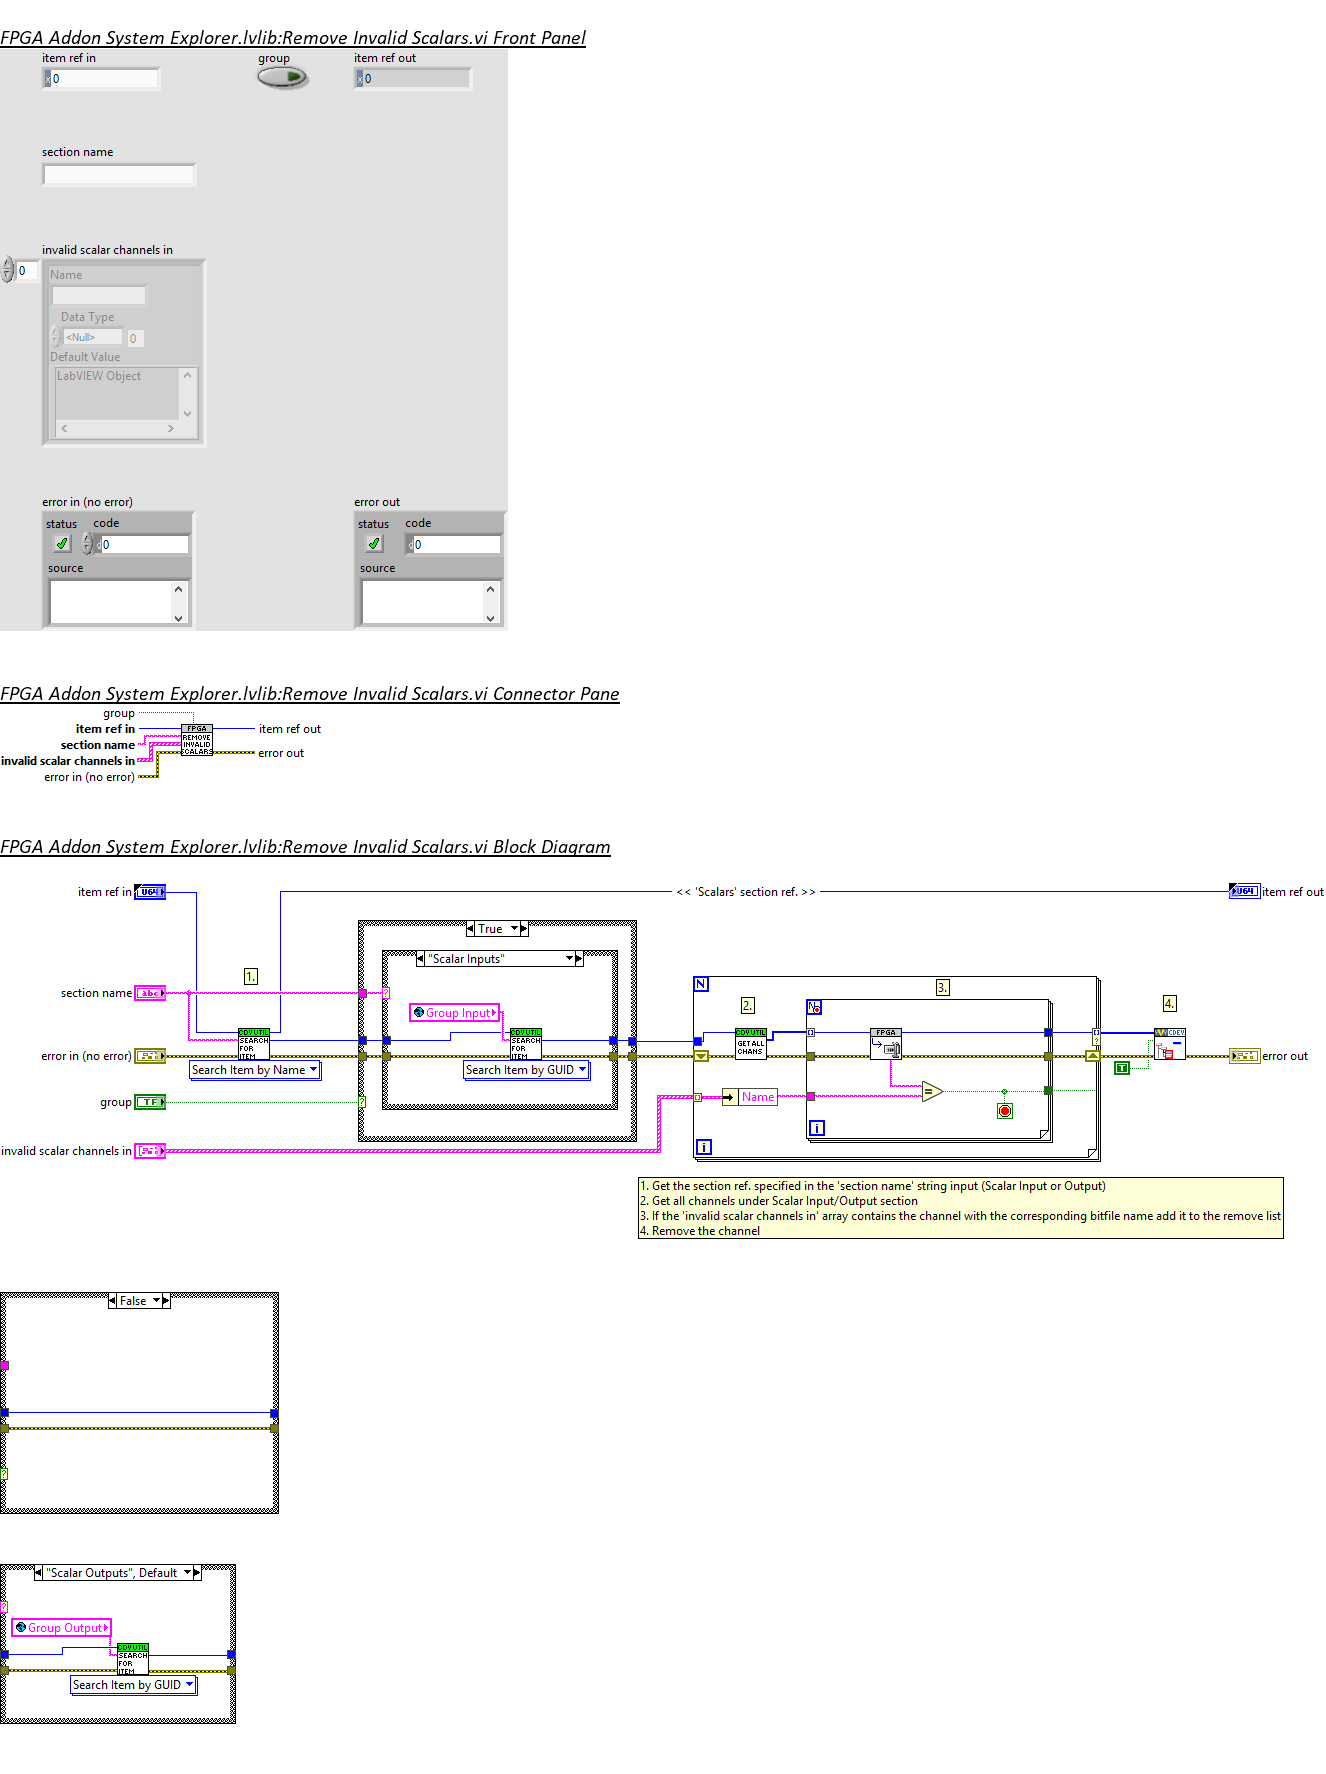 FPGA Addon System Explorer.lvlib:Remove Invalid Scalars.vi Front Panel
item ref in
group
item ref out
x 0
x 0
section name
invalid scalar channels in
0
Name
Data Type
<Null>
0
Default Value
LabVIEW Object
error in (no error)
error out
status
code
status
code
d 0
d 0
source
source
FPGA Addon System Explorer.lvlib:Remove Invalid Scalars.vi Connector Pane
group
item ref in
item ref out
section name
invalid scalar channels in
error in (no error)
error out
FPGA
REMOVE
INVALID
SCALARS
FPGA Addon System Explorer.lvlib:Remove Invalid Scalars.vi Block Diagram
item ref in
U64
<< 'Scalars' section ref. >>
U64
item ref out
True
"Scalar Inputs"
1.
section name
abc
Group Input
N
2.
3.
4.
N
CDV UTIL
SEARCH
FOR
ITEM
CDV UTIL
SEARCH
FOR
ITEM
CDV UTIL
GET ALL
CHANS
FPGA
CDEV
error in (no error)
error out
Search Item by Name
Search Item by GUID
T
group
TF
Name
=
i
i
invalid scalar channels in
1. Get the section ref. specified in the 'section name' string input (Scalar Input or Output)
2. Get all channels under Scalar Input/Output section
3. If the 'invalid scalar channels in' array contains the channel with the corresponding bitfile name add it to the remove list
4. Remove the channel
False
"Scalar Outputs", Default
Group Output
CDV UTIL
SEARCH
FOR
ITEM
Search Item by GUID